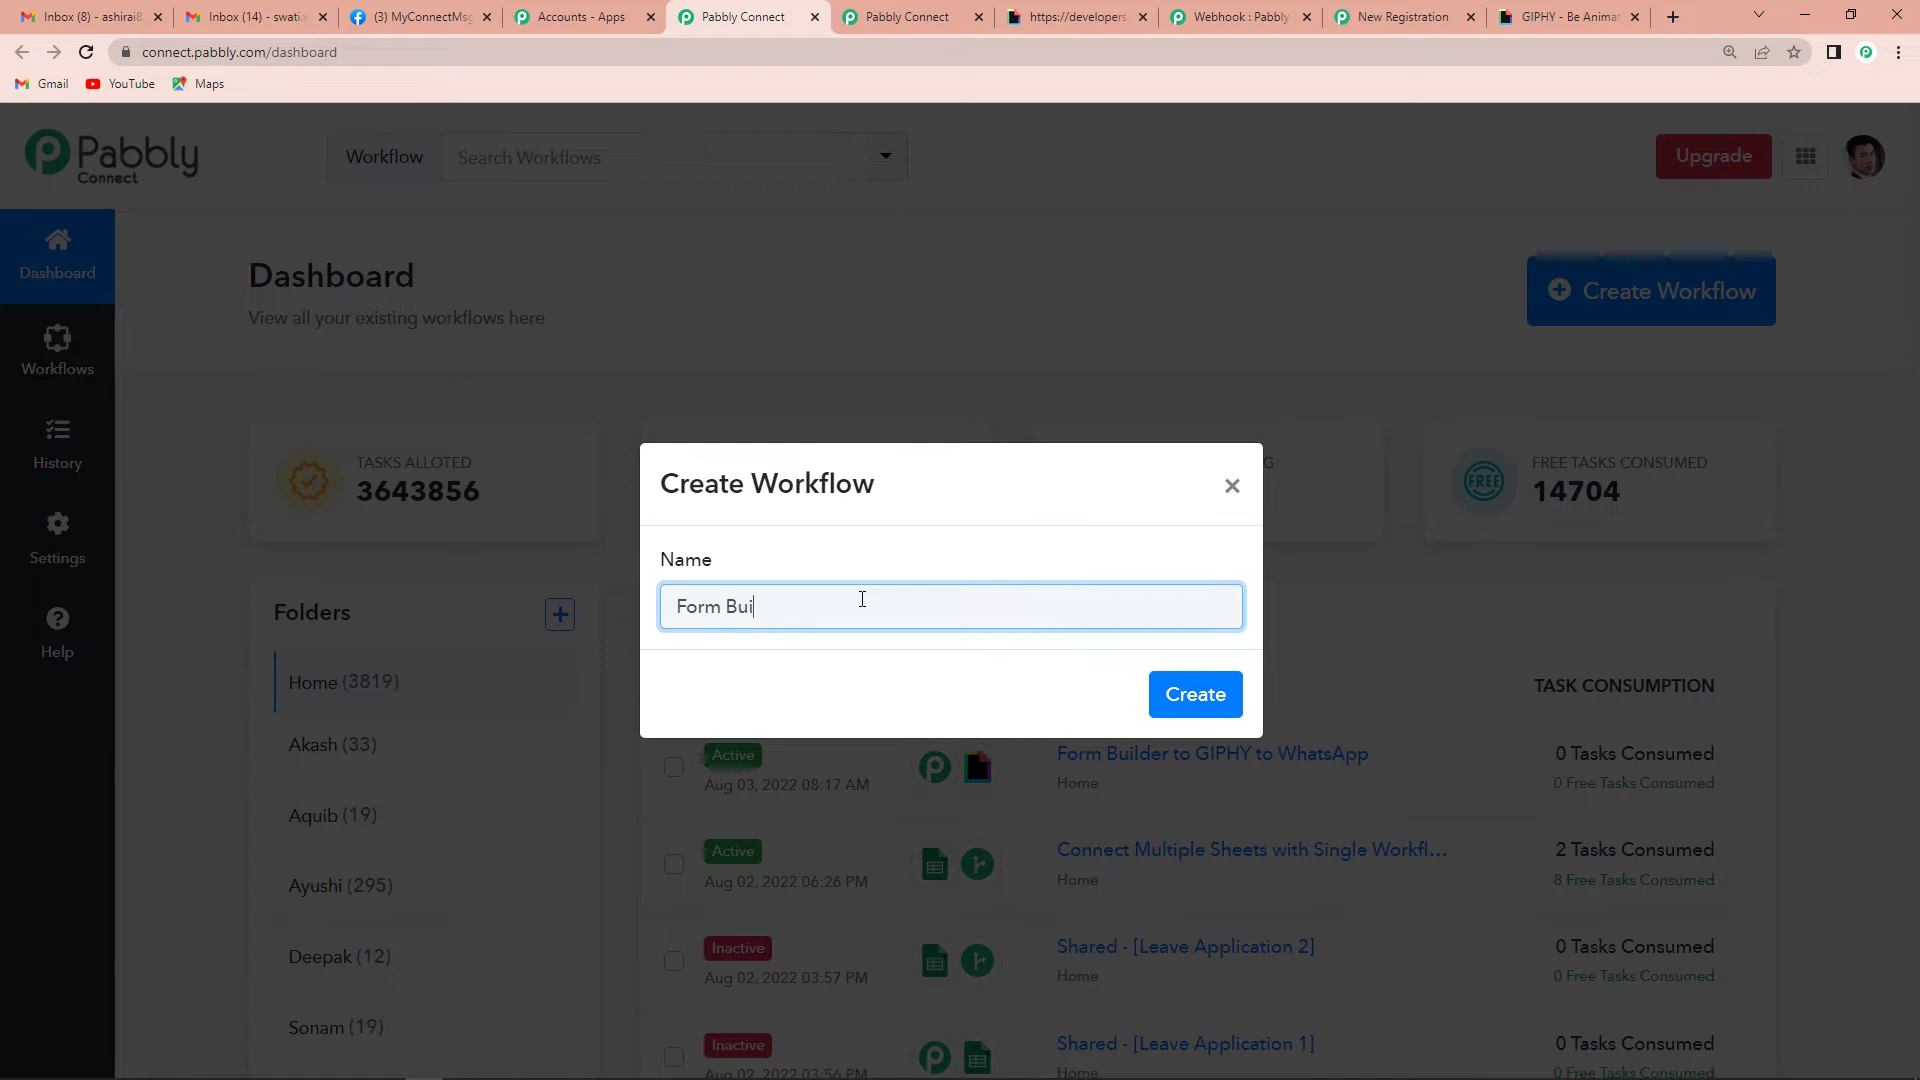 Inbox (8) - ashirai8.
Inbox (14) - swati.v
(3) MyConnectMsg
Accounts - Apps
Pabbly Connect
Pabbly Connect
https://developers.
Webhook : Pabbly
New Registration
GIPHY - Be Animat
connect.pabbly.com/dashboard
Gmail
YouTube
Maps
Pabbly
Connect
Workflow
Search Workflows
Upgrade
Dashboard
Workflows
History
Settings
Help
Dashboard
View all your existing workflows here
Create Workflow
TASKS ALLOTED
3643856
G
FREE
FREE TASKS CONSUMED
14704
Create Workflow
×
Name
Form Bui
Create
Folders
Home (3819)
Akash (33)
Aquib (19)
Ayushi (295)
Deepak (12)
Sonam (19)
TASK CONSUMPTION
Active
Aug 03, 2022 08:17 AM
Form Builder to GIPHY to WhatsApp
Home
0 Tasks Consumed
0 Free Tasks Consumed
Active
Aug 02, 2022 06:26 PM
Connect Multiple Sheets with Single Workfl...
Home
2 Tasks Consumed
8 Free Tasks Consumed
Inactive
Aug 02, 2022 03:57 PM
Shared - [Leave Application 2]
Home
0 Tasks Consumed
0 Free Tasks Consumed
Inactive
Aug 02, 2022 03:56 PM
Shared - [Leave Application 1]
Home
0 Tasks Consumed
0 Free Tasks Consumed